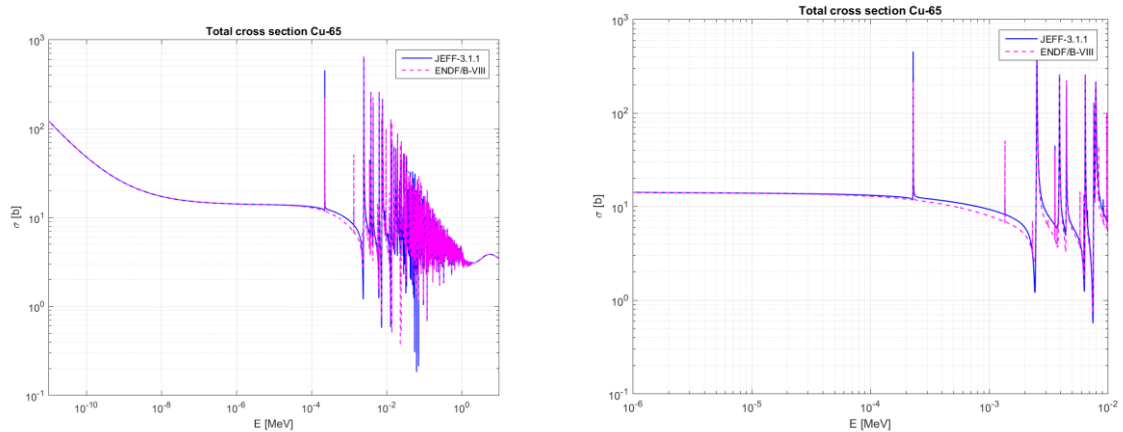 Total cross section Cu-65
JEFF-3.1.1
ENDF/B-VIII
10^3
10^2
10^1
10^0
10^-1
σ [b]
10^-10
10^-8
10^-6
10^-4
10^-2
10^0
E [MeV]
Total cross section Cu-65
JEFF-3.1.1
ENDF/B-VIII
10^3
10^2
10^1
10^0
10^-1
σ [b]
10^-6
10^-5
10^-4
10^-3
10^-2
E [MeV]